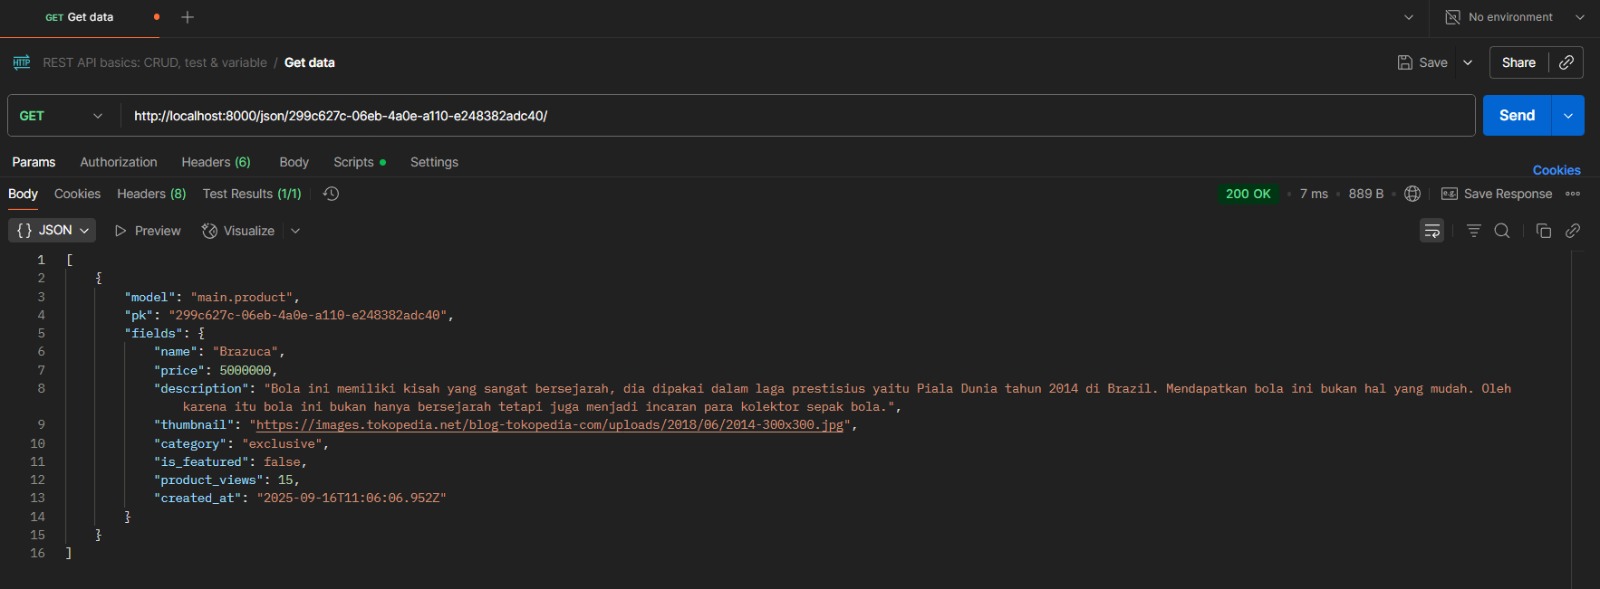 GET Get data
No environment
HTTP REST API basics: CRUD, test & variable / Get data Save Share
GET http://localhost:8000/json/299c627c-06eb-4a0e-a110-e248382adc40/ Send
Params Authorization Headers (6) Body Scripts Settings
Cookies
Body Cookies Headers (8) Test Results (1/1) 200 OK • 7 ms • 889 B • e.g. Save Response
{} JSON Preview Visualize
1 [
2 {
3 "model": "main.product",
4 "pk": "299c627c-06eb-4a0e-a110-e248382adc40",
5 "fields": {
6 "name": "Brazuca",
7 "price": 5000000,
8 "description": "Bola ini memiliki kisah yang sangat bersejarah, dia dipakai dalam laga prestisius yaitu Piala Dunia tahun 2014 di Brazil. Mendapatkan bola ini bukan hal yang mudah. Oleh
karena itu bola ini bukan hanya bersejarah tetapi juga menjadi incaran para kolektor sepak bola.",
9 "thumbnail": "https://images.tokopedia.net/blog-tokopedia-com/uploads/2018/06/2014-300x300.jpg",
10 "category": "exclusive",
11 "is_featured": false,
12 "product_views": 15,
13 "created_at": "2025-09-16T11:06:06.952Z"
14 }
15 }
16 ]